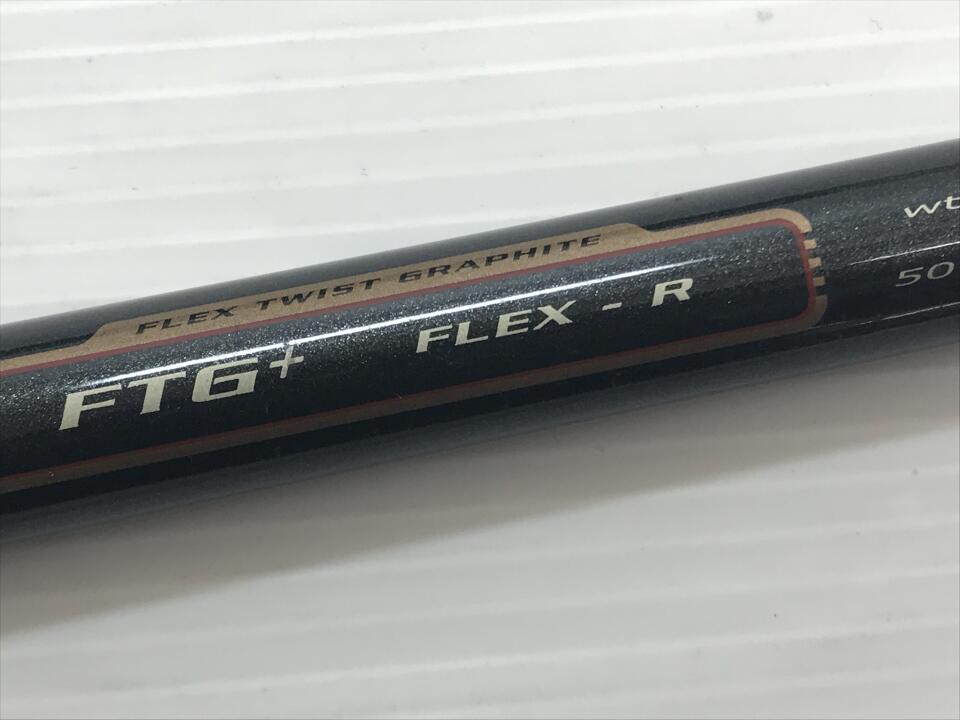 FLEX TWIST GRAPHITE
FTG+ FLEX - R
wt
50